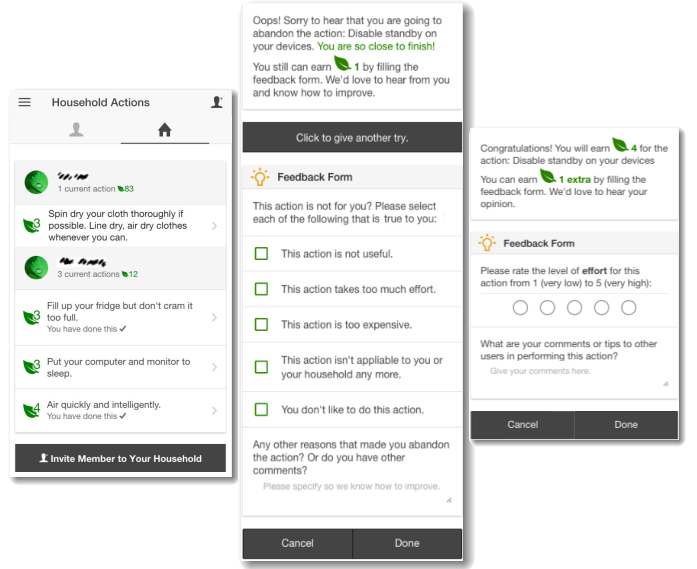 Household Actions
1 current action 83
3 Spin dry your cloth thoroughly if
possible. Line dry, air dry clothes
whenever you can.
3 current actions 12
3 Fill up your fridge but don't cram it
too full.
You have done this ✓
3 Put your computer and monitor to
sleep.
4 Air quickly and intelligently.
You have done this ✓
Invite Member to Your Household
Oops! Sorry to hear that you are going to
abandon the action: Disable standby on
your devices. You are so close to finish!
You still can earn 1 by filling the
feedback form. We'd love to hear from you
and know how to improve.
Click to give another try.
Feedback Form
This action is not for you? Please select
each of the following that is true to you:
This action is not useful.
This action takes too much effort.
This action is too expensive.
This action isn't appliable to you or
your household any more.
You don't like to do this action.
Any other reasons that made you abandon
the action? Or do you have other
comments?
Please specify so we know how to improve.
Cancel Done
Congratulations! You will earn 4 for the
action: Disable standby on your devices
You can earn 1 extra by filling the
feedback form. We'd love to hear your
opinion.
Feedback Form
Please rate the level of effort for this
action from 1 (very low) to 5 (very high):
What are your comments or tips to other
users in performing this action?
Give your comments here.
Cancel Done